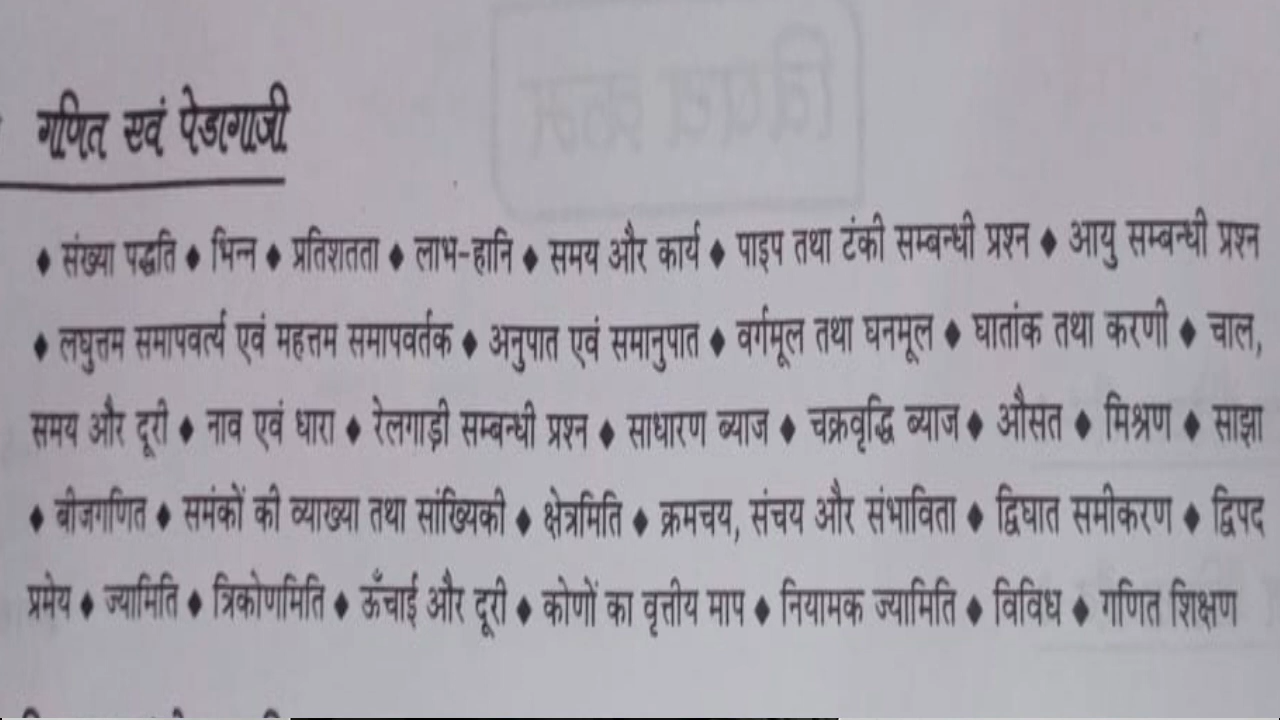 गणित एवं पेडागाजी
♦ संख्या पद्धति ♦ भिन्न ♦ प्रतिशतता ♦ लाभ-हानि ♦ समय और कार्य ♦ पाइप तथा टंकी सम्बन्धी प्रश्न ♦ आयु सम्बन्धी प्रश्न
♦ लघुत्तम समापवर्त्य एवं महत्तम समापवर्तक ♦ अनुपात एवं समानुपात ♦ वर्गमूल तथा घनमूल ♦ घातांक तथा करणी ♦ चाल,
समय और दूरी ♦ नाव एवं धारा ♦ रेलगाड़ी सम्बन्धी प्रश्न ♦ साधारण ब्याज ♦ चक्रवृद्धि ब्याज ♦ औसत ♦ मिश्रण ♦ साझा
♦ बीजगणित ♦ समंकों की व्याख्या तथा सांख्यिकी ♦ क्षेत्रमिति ♦ क्रमचय, संचय और संभाविता ♦ द्विघात समीकरण ♦ द्विपद
प्रमेय ♦ ज्यामिति ♦ त्रिकोणमिति ♦ ऊँचाई और दूरी ♦ कोणों का वृत्तीय माप ♦ नियामक ज्यामिति ♦ विविध ♦ गणित शिक्षण